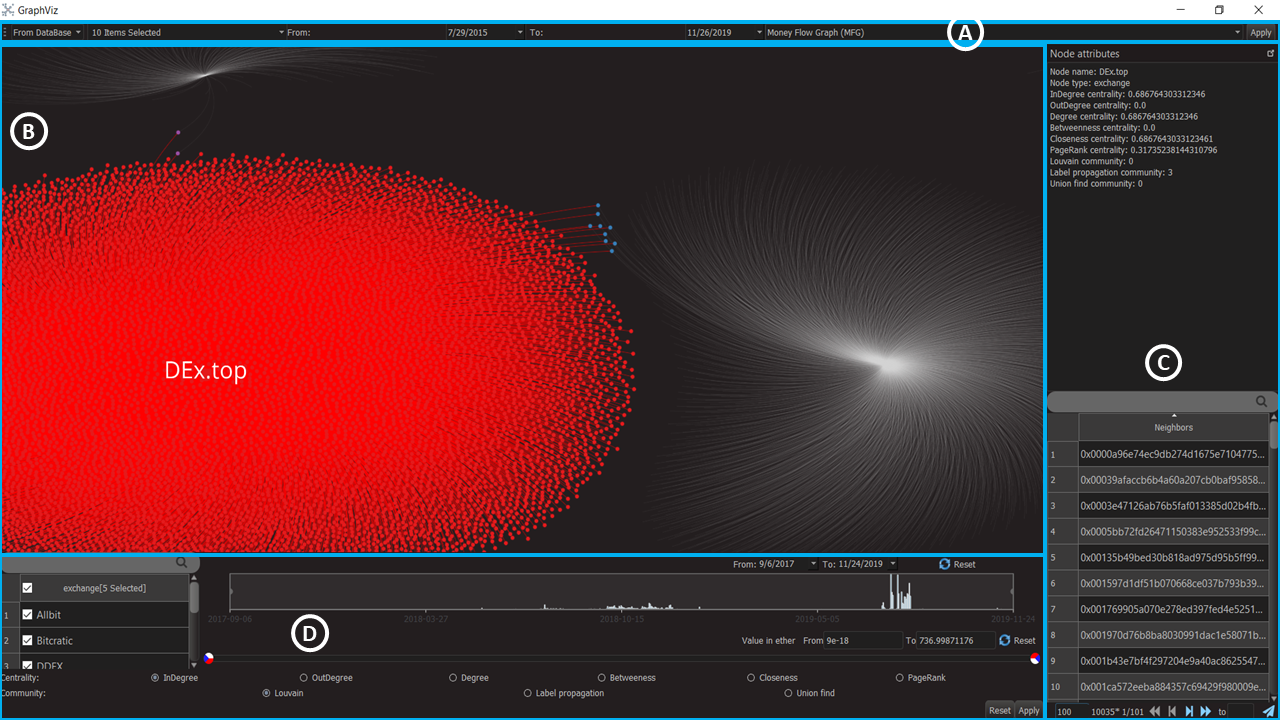 GraphViz
From DataBase 10 Items Selected From: 7/29/2015 To: 11/26/2019 Money Flow Graph (MFG) Apply
A
B
DEx.top
Node attributes
Node name: DEx.top
Node type: exchange
InDegree centrality: 0.686764303312346
OutDegree centrality: 0.0
Degree centrality: 0.686764303312346
Betweenness centrality: 0.0
Closeness centrality: 0.6867643033123461
PageRank centrality: 0.31735238144310796
Louvain community: 0
Label propagation community: 3
Union find community: 0
C
Neighbors
1 0x0000a96e74ec9db274d1675e7104775...
2 0x00039afaccb6b4a60a207cb0baf95858...
3 0x0003e47126ab76b5faf013385d02b4fb...
4 0x0005bb72fd26471150383e952533f99c...
5 0x00135b49bed30b818ad975d95b5ff99...
6 0x001597d1df51b070668ce037b793b39...
7 0x001769905a070e278ed397fed4e5251...
8 0x001970d76b8ba8030991dac1e58071b...
9 0x001b43e7bf4f297204e9a40ac8625547...
10 0x001ca572eeba884357c69429f980009e...
100 10035" 1/101 to
exchange[5 Selected]
1 Allbit
2 Bitcratic
3 DDEX
From: 9/6/2017 To: 11/24/2019 Reset
2017-09-06 2018-03-27 2018-10-15 2019-05-05 2019-11-24
D
Value in ether From 9e-18 To 736.99871176 Reset
Centrality: InDegree OutDegree Degree Betweeness Closeness PageRank
Community: Louvain Label propagation Union find
Reset Apply